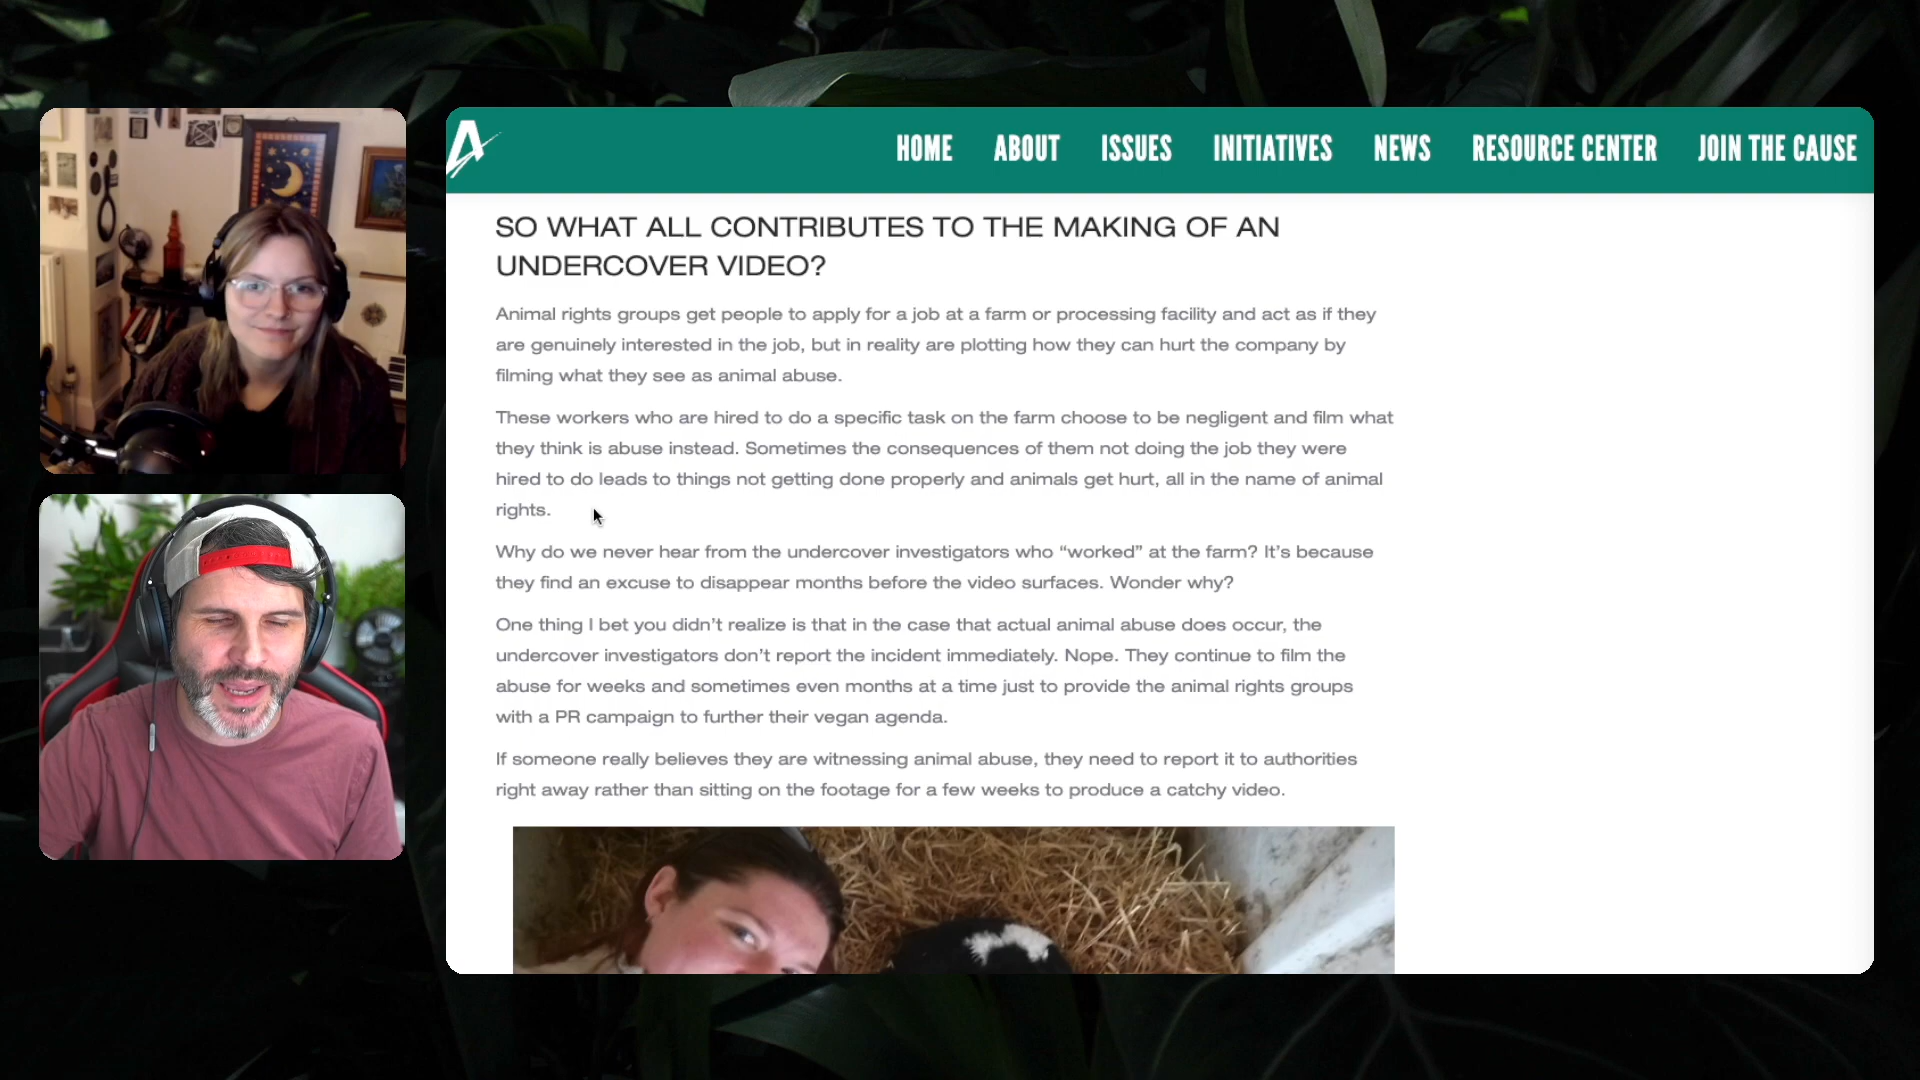 HOME ABOUT ISSUES INITIATIVES NEWS RESOURCE CENTER JOIN THE CAUSE
SO WHAT ALL CONTRIBUTES TO THE MAKING OF AN
UNDERCOVER VIDEO?
Animal rights groups get people to apply for a job at a farm or processing facility and act as if they
are genuinely interested in the job, but in reality are plotting how they can hurt the company by
filming what they see as animal abuse.
These workers who are hired to do a specific task on the farm choose to be negligent and film what
they think is abuse instead. Sometimes the consequences of them not doing the job they were
hired to do leads to things not getting done properly and animals get hurt, all in the name of animal
rights.
Why do we never hear from the undercover investigators who “worked” at the farm? It’s because
they find an excuse to disappear months before the video surfaces. Wonder why?
One thing I bet you didn’t realize is that in the case that actual animal abuse does occur, the
undercover investigators don’t report the incident immediately. Nope. They continue to film the
abuse for weeks and sometimes even months at a time just to provide the animal rights groups
with a PR campaign to further their vegan agenda.
If someone really believes they are witnessing animal abuse, they need to report it to authorities
right away rather than sitting on the footage for a few weeks to produce a catchy video.